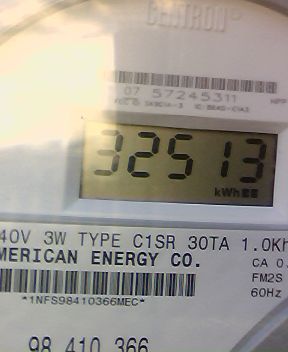 CENTRON®
07 57245311
32513
kWh
40V 3W TYPE C1SR 30TA 1.0Kh
MERICAN ENERGY CO.
CA 0.
FM2S
*1NFS98410366MEC*
60Hz
98 410 366